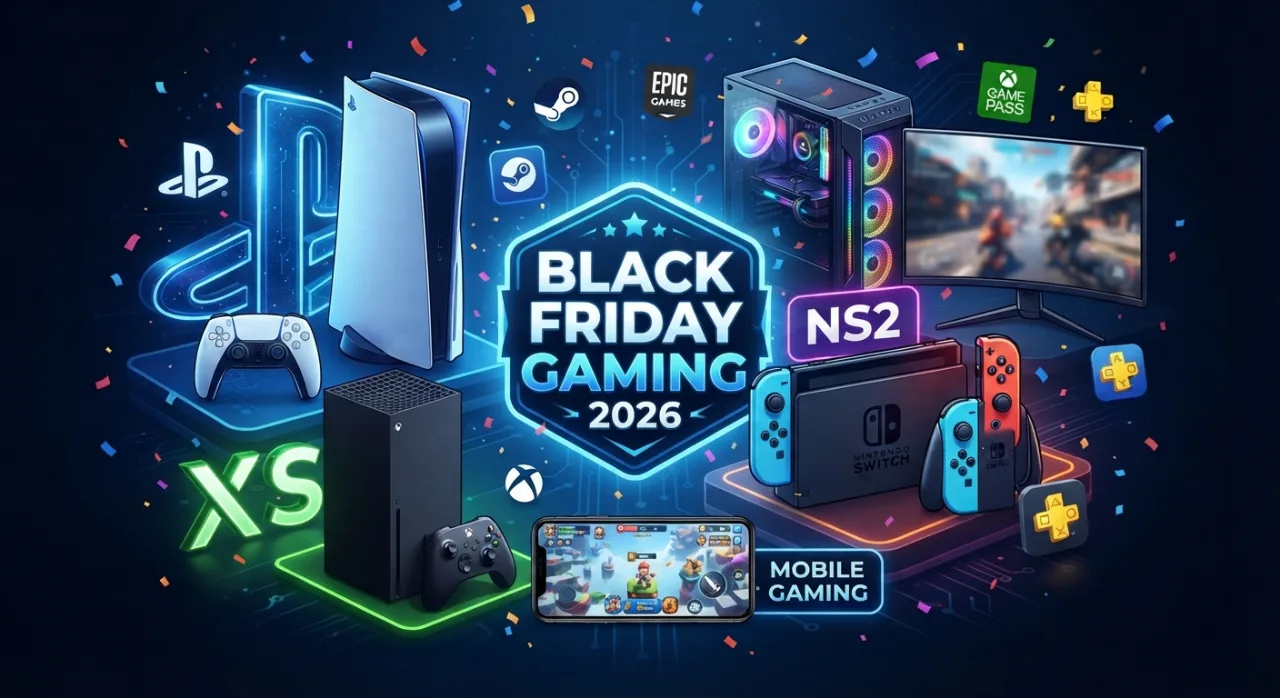 EPIC
GAMES
GAME
PASS
BLACK
FRIDAY
GAMING
2026
NS2
NINTENDO
SWITCH
XS
MOBILE
GAMING